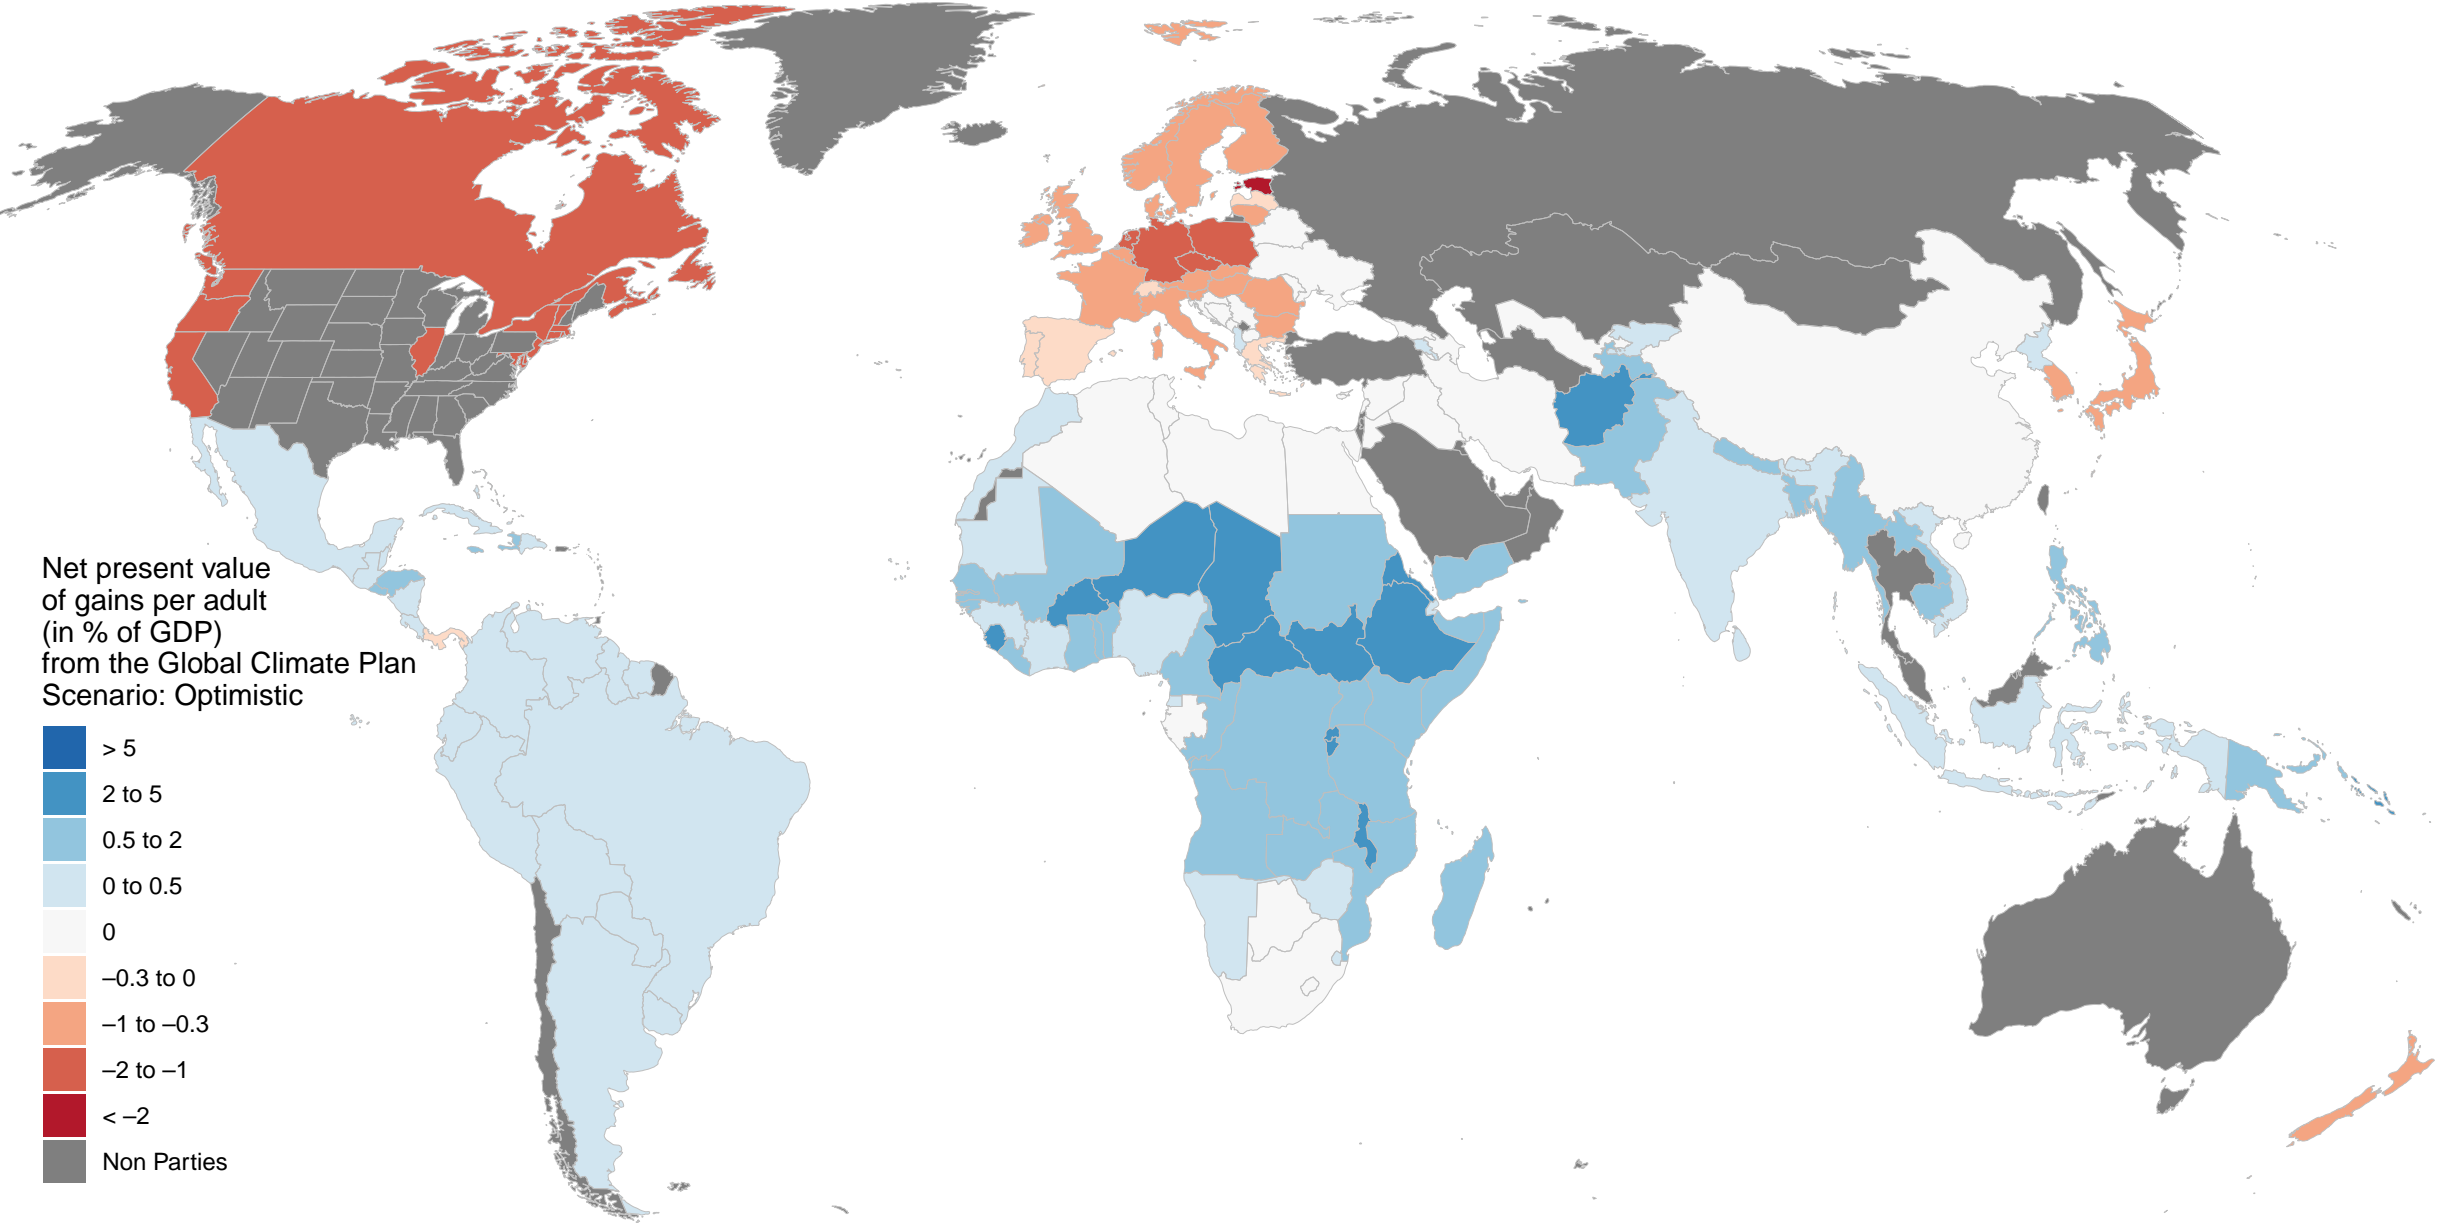 Net present value
of gains per adult
(in % of GDP)
from the Global Climate Plan
Scenario: Optimistic
> 5
2 to 5
0.5 to 2
0 to 0.5
0
–0.3 to 0
–1 to –0.3
–2 to –1
< –2
Non Parties